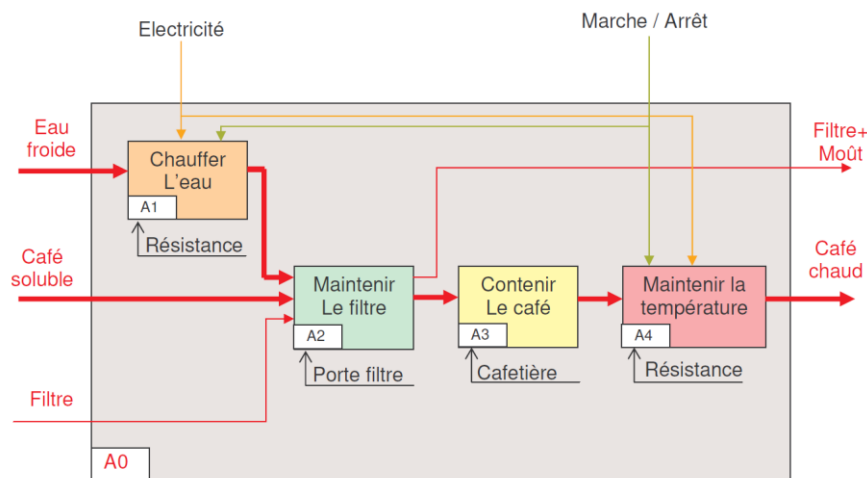 Electricité
Marche / Arrêt
Eau
froide
Filtre+
Moût
Chauffer
L'eau
A1
Résistance
Café
soluble
Café
chaud
Maintenir
Le filtre
A2
Porte filtre
Contenir
Le café
A3
Cafetière
Maintenir la
température
A4
Résistance
Filtre
A0